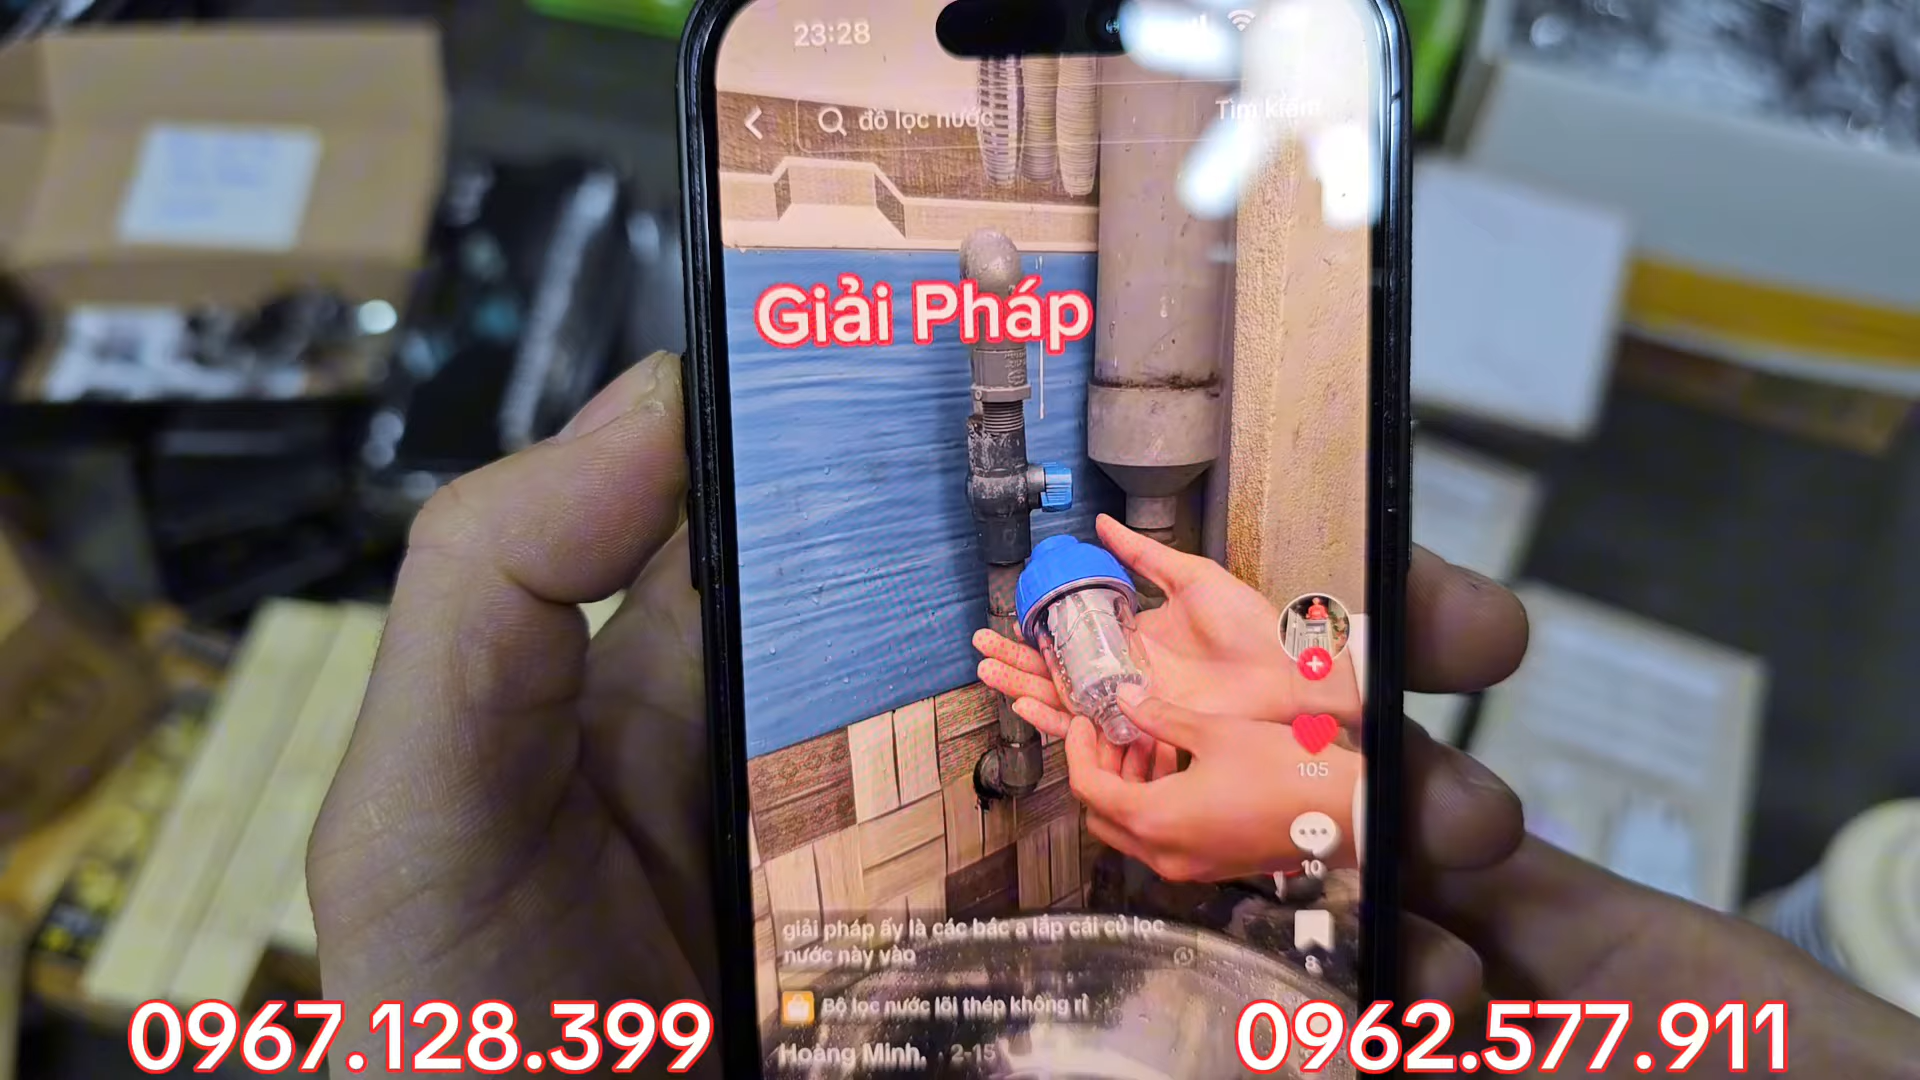 23:28
đồ lọc nước
Tìm kiếm
Giải Pháp
105
10
8
giải pháp ấy là các bác a lắp cái củ lọc
nước này vào
Bộ lọc nước lõi thép không rỉ
Hoàng Minh. · 2-15
0967.128.399
0962.577.911